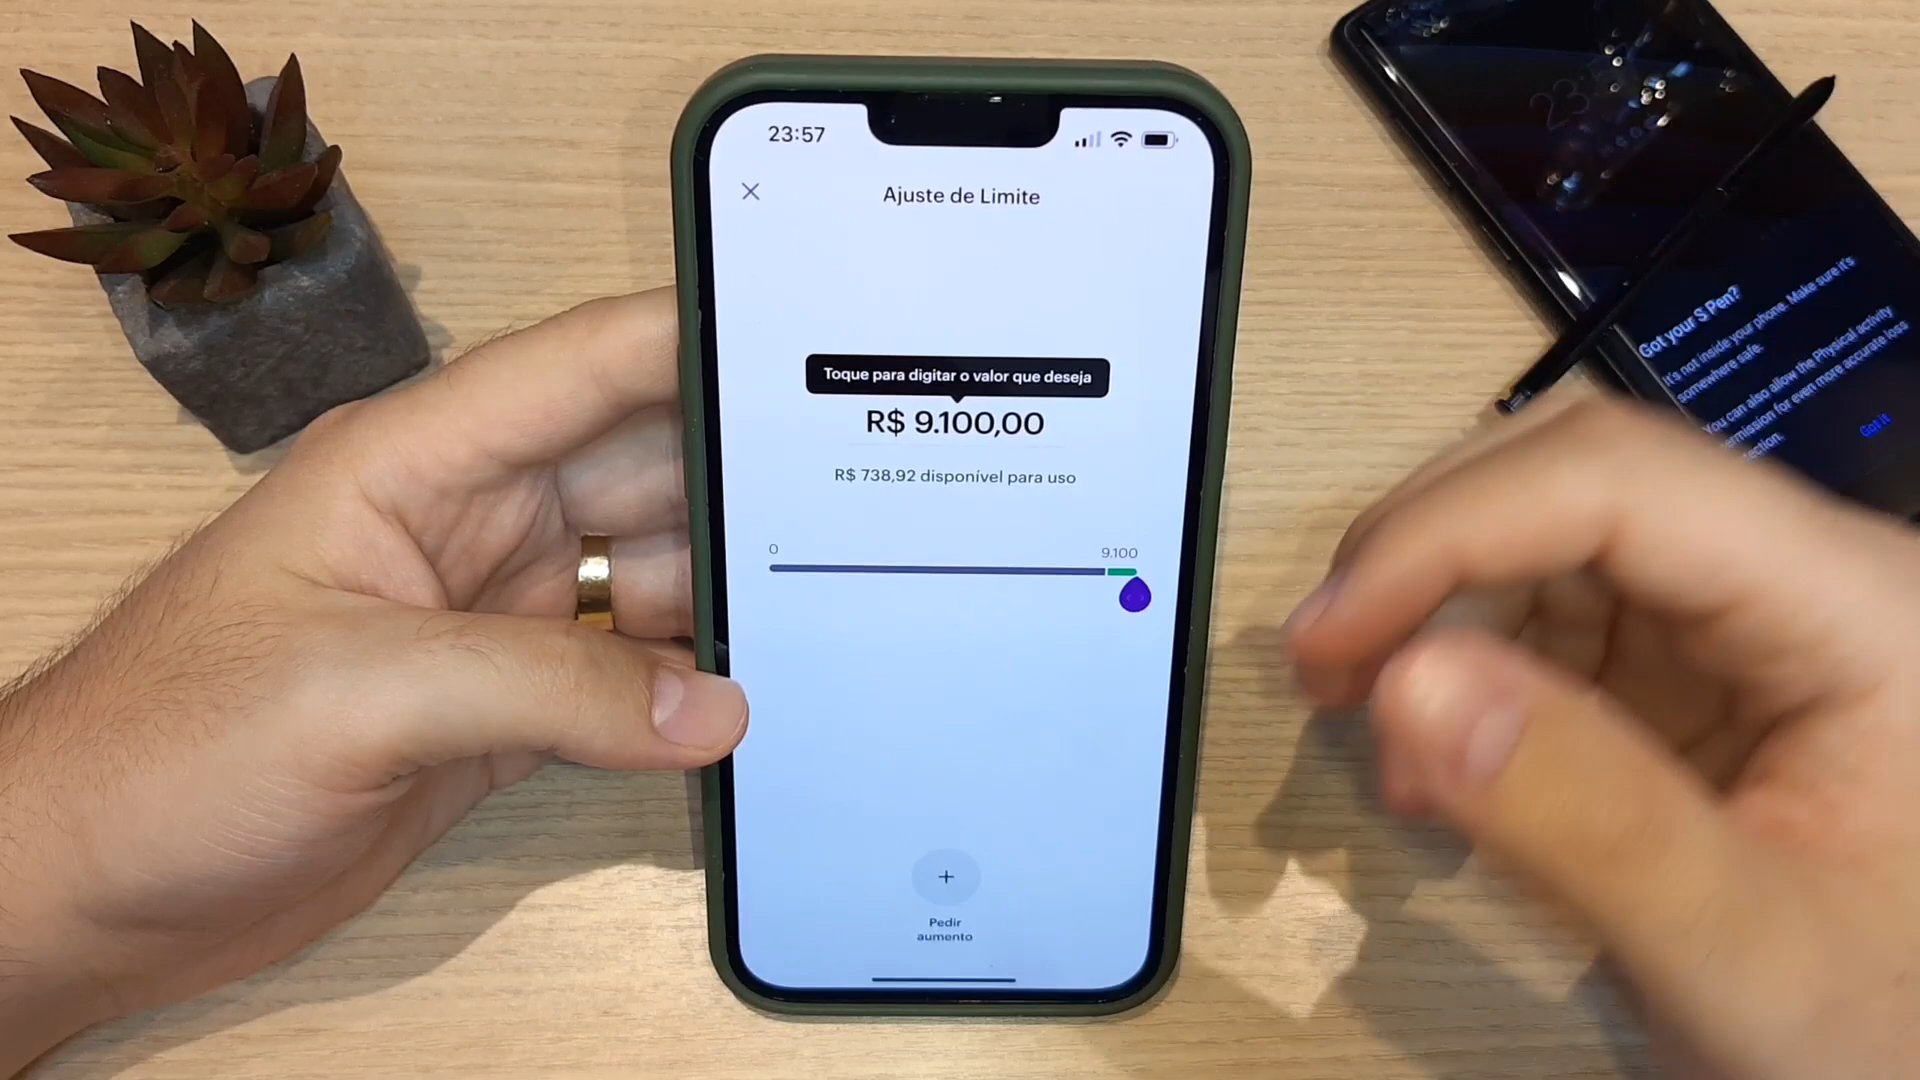 23:57
Ajuste de Limite
Toque para digitar o valor que deseja
R$ 9.100,00
R$ 738,92 disponível para uso
0
9.100
+
Pedir
aumento
23
Got your S Pen?
It's not inside your phone. Make sure it's
somewhere safe.
You can also allow the Physical activity
for even more accurate loss
Got it